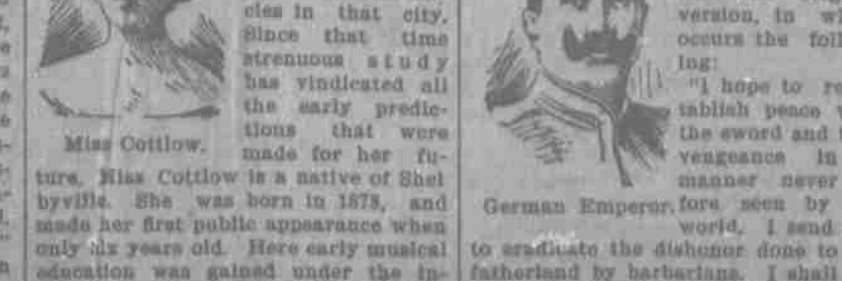 cles in that city.
Since that time
strenuous study
has vindicated all
the early predic-
tions that were
Miss Cottlow.
made for her fu-
ture. Miss Cottlow is a native of Shel
byville. She was born in 1878, and
made her first public appearance when
only six years old. Here early musical
education was gained under the in-
version, in
occurs the
ing:
"I hope to
tablish peace
the sword and
vengeance in
manner never
German Emperor.
fore seen by
world. I send
to eradicate the dishonor done to
fatherland by barbarians. I shall